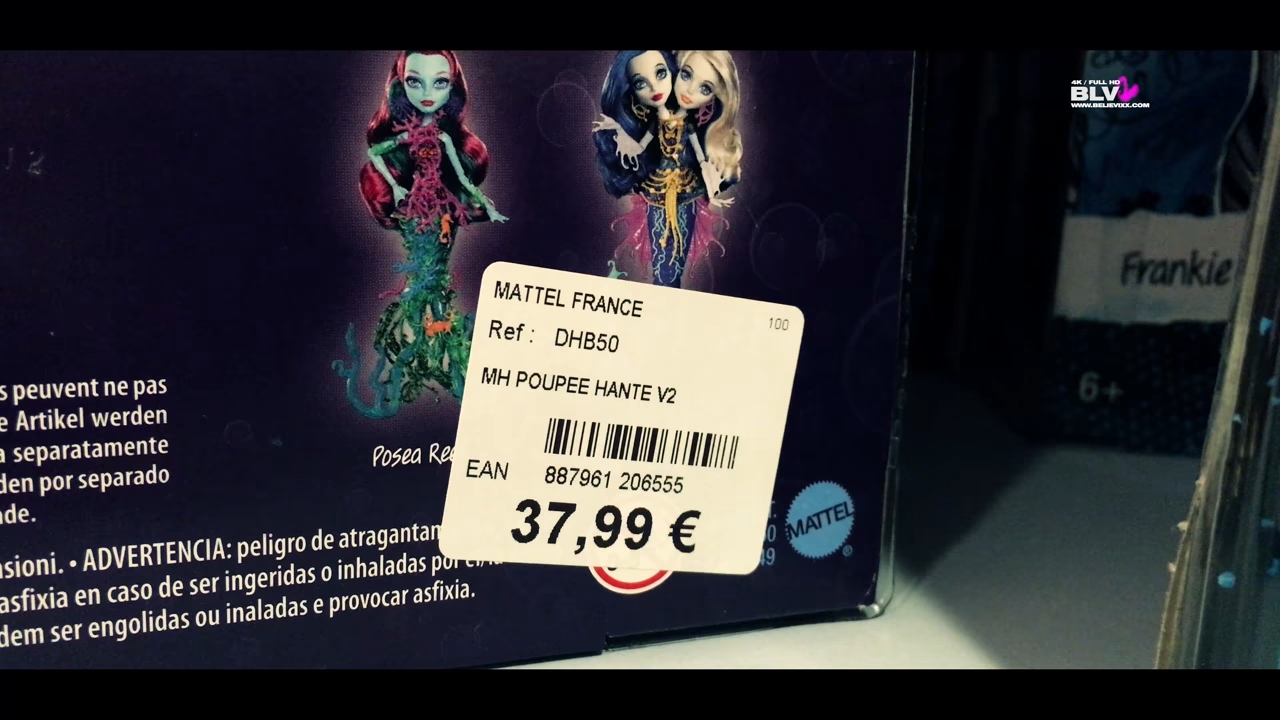 4K / FULL HD
BLV
WWW.BELIEVIXX.COM
MATTEL FRANCE
100
Ref : DHB50
MH POUPEE HANTE V2
EAN 887961 206555
37,99 €
Posea
Frankie
6+
MATTEL
®
s peuvent ne pas
e Artikel werden
a separatamente
den por separado
ade.
asioni. • ADVERTENCIA: peligro de atragantam
asfixia en caso de ser ingeridas o inhaladas por
dem ser engolidas ou inaladas e provocar asfixia.